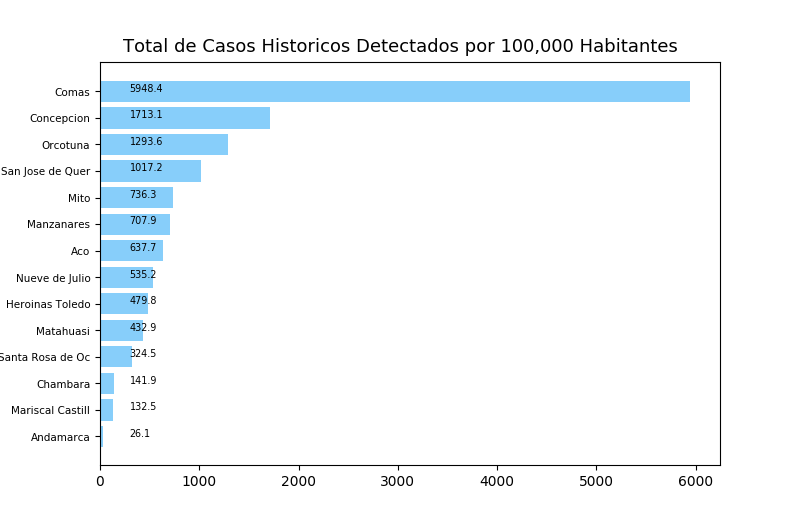 Total de Casos Historicos Detectados por 100,000 Habitantes
Comas 5948.4
Concepcion 1713.1
Orcotuna 1293.6
San Jose de Quer 1017.2
Mito 736.3
Manzanares 707.9
Aco 637.7
Nueve de Julio 535.2
Heroinas Toledo 479.8
Matahuasi 432.9
Santa Rosa de Oc 324.5
Chambara 141.9
Mariscal Castill 132.5
Andamarca 26.1
0 1000 2000 3000 4000 5000 6000